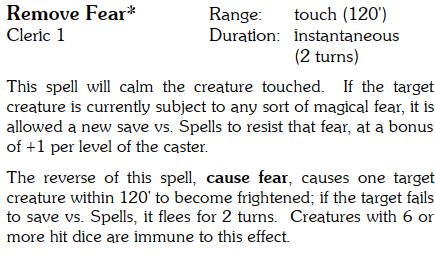 Remove Fear* Range: touch (120')
Cleric 1 Duration: instantaneous
(2 turns)
This spell will calm the creature touched. If the target
creature is currently subject to any sort of magical fear, it is
allowed a new save vs. Spells to resist that fear, at a bonus
of +1 per level of the caster.
The reverse of this spell, cause fear, causes one target
creature within 120' to become frightened; if the target fails
to save vs. Spells, it flees for 2 turns. Creatures with 6 or
more hit dice are immune to this effect.